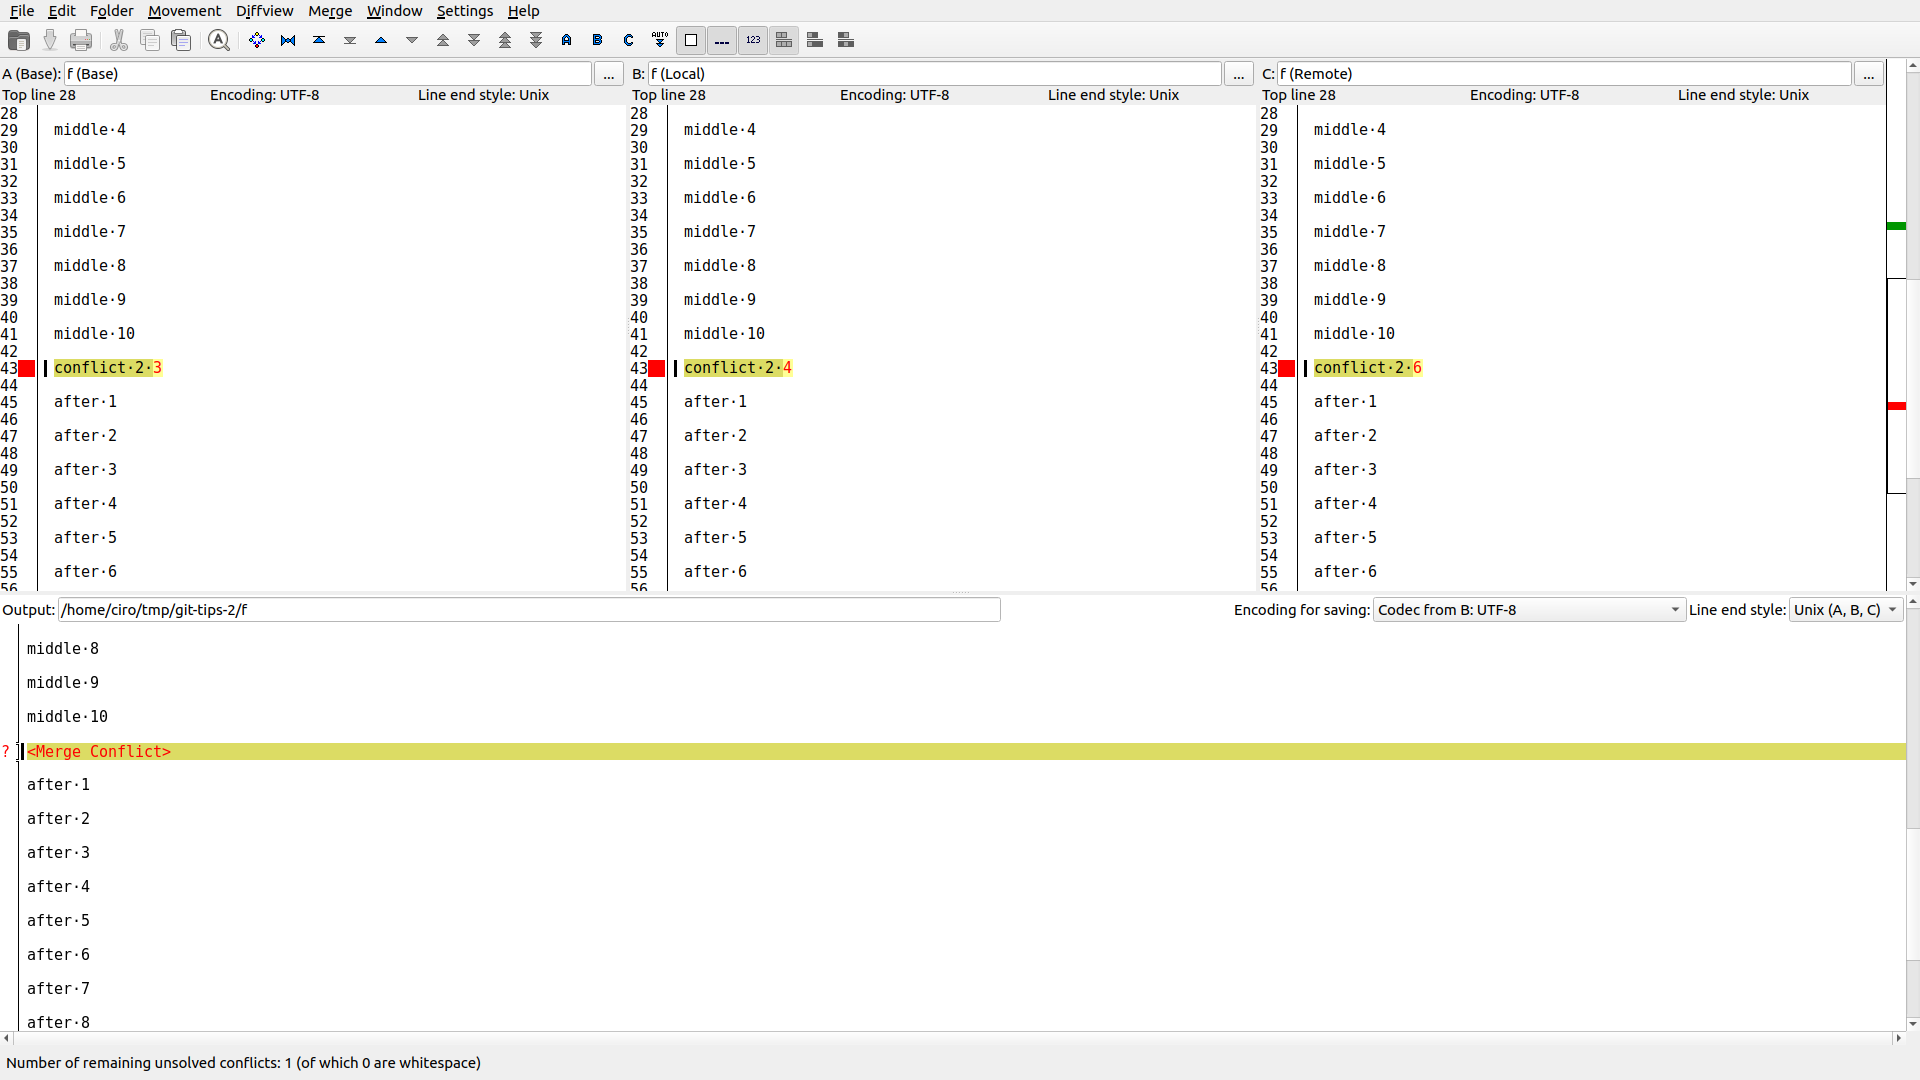 File Edit Folder Movement Diffview Merge Window Settings Help
A B C AUTO 123
A (Base): f (Base) ... B: f (Local) ... C: f (Remote) ...
Top line 28 Encoding: UTF-8 Line end style: Unix Top line 28 Encoding: UTF-8 Line end style: Unix Top line 28 Encoding: UTF-8 Line end style: Unix
28 28 28
29 middle·4 29 middle·4 29 middle·4
30 30 30
31 middle·5 31 middle·5 31 middle·5
32 32 32
33 middle·6 33 middle·6 33 middle·6
34 34 34
35 middle·7 35 middle·7 35 middle·7
36 36 36
37 middle·8 37 middle·8 37 middle·8
38 38 38
39 middle·9 39 middle·9 39 middle·9
40 40 40
41 middle·10 41 middle·10 41 middle·10
42 42 42
43 conflict·2·3 43 conflict·2·4 43 conflict·2·6
44 44 44
45 after·1 45 after·1 45 after·1
46 46 46
47 after·2 47 after·2 47 after·2
48 48 48
49 after·3 49 after·3 49 after·3
50 50 50
51 after·4 51 after·4 51 after·4
52 52 52
53 after·5 53 after·5 53 after·5
54 54 54
55 after·6 55 after·6 55 after·6
56 56 56
Output: /home/ciro/tmp/git-tips-2/f Encoding for saving: Codec from B: UTF-8 Line end style: Unix (A, B, C)
middle·8
middle·9
middle·10
? <Merge Conflict>
after·1
after·2
after·3
after·4
after·5
after·6
after·7
after·8
Number of remaining unsolved conflicts: 1 (of which 0 are whitespace)